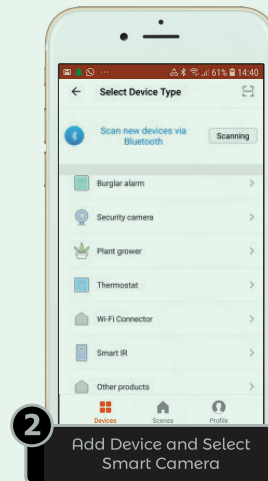 61% 14:40
Select Device Type
Scan new devices via
Bluetooth
Scanning
Burglar alarm
Security camera
Plant grower
Thermostat
Wi-Fi Connector
Smart IR
Other products
Devices Scenes Profile
2
Add Device and Select
Smart Camera